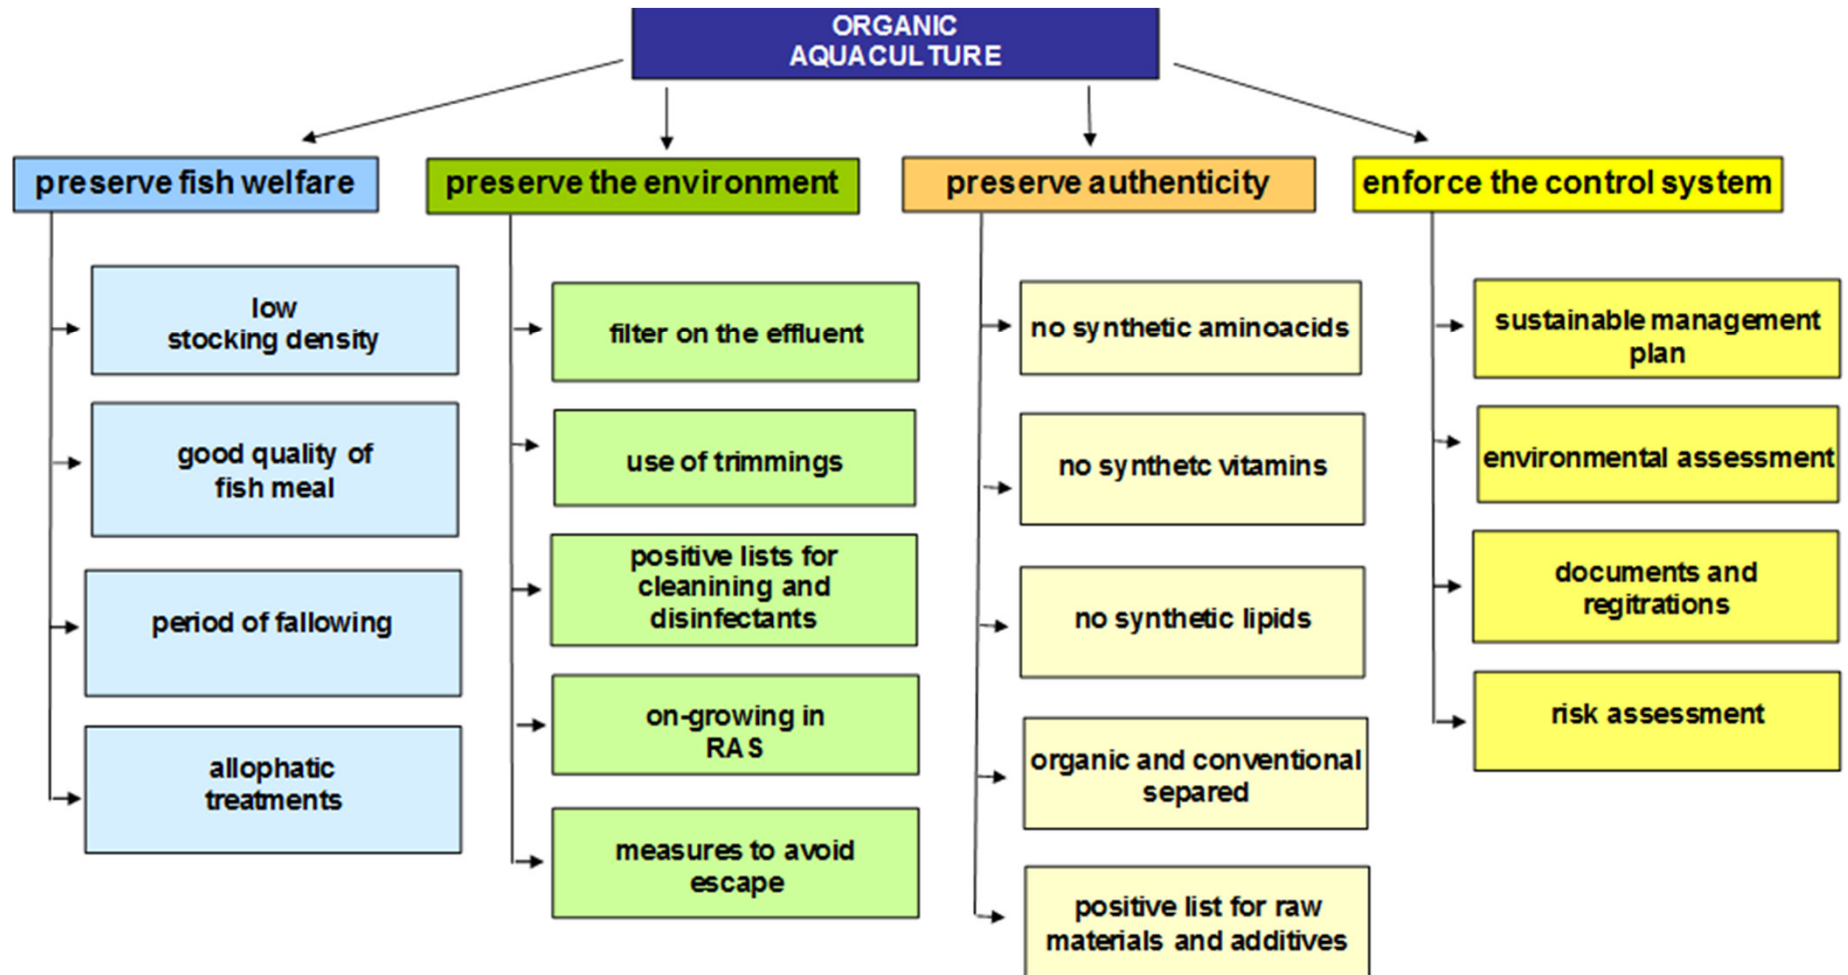 ORGANIC
AQUACULTURE
preserve fish welfare
low
stocking density
good quality of
fish meal
period of fallowing
allophatic
treatments
preserve the environment
filter on the effluent
use of trimmings
positive lists for
cleanining and
disinfectants
on-growing in
RAS
measures to avoid
escape
preserve authenticity
no synthetic aminoacids
no synthetc vitamins
no synthetic lipids
organic and conventional
separed
positive list for raw
materials and additives
enforce the control system
sustainable management
plan
environmental assessment
documents and
regitrations
risk assessment